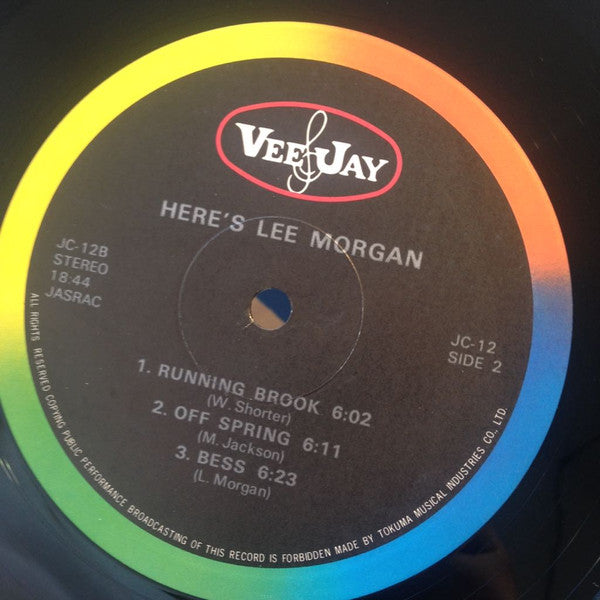 VEE JAY
HERE'S LEE MORGAN
JC-12B
STEREO
18:44
JASRAC
JC-12
SIDE 2
1. RUNNING BROOK 6:02
(W. Shorter)
2. OFF SPRING 6:11
(M. Jackson)
3. BESS 6:23
(L. Morgan)
ALL RIGHTS RESERVED COPYING PUBLIC PERFORMANCE BROADCASTING OF THIS RECORD IS FORBIDDEN MADE BY TOKUMA MUSICAL INDUSTRIES CO., LTD.